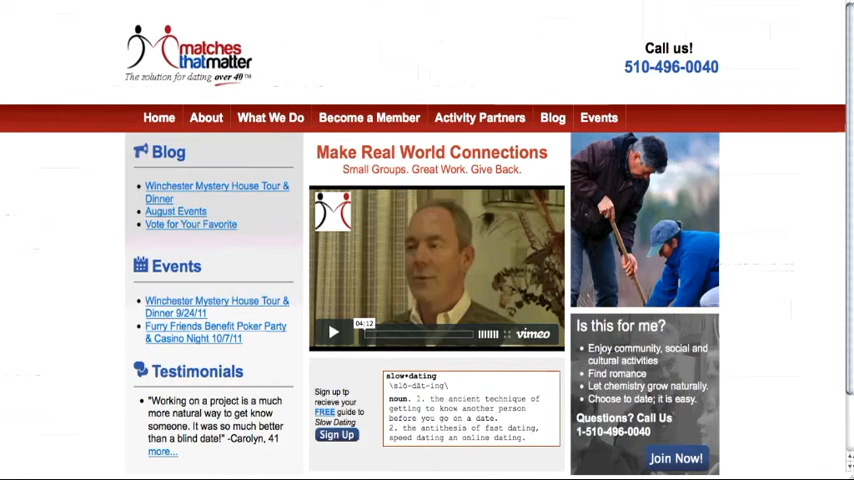 matches
thatmatter
The solution for dating over 40™
Call us!
510-496-0040
Home About What We Do Become a Member Activity Partners Blog Events
Blog
Winchester Mystery House Tour &
Dinner
August Events
Vote for Your Favorite
Events
Winchester Mystery House Tour &
Dinner 9/24/11
Furry Friends Benefit Poker Party
& Casino Night 10/7/11
Testimonials
"Working on a project is a much
more natural way to get know
someone. It was so much better
than a blind date!" -Carolyn, 41
more...
Make Real World Connections
Small Groups. Great Work. Give Back.
04:12
vimeo
Sign up tp
recieve your
FREE guide to
Slow Dating
Sign Up
slow•dating
\slō-dāt-ing\
noun. 1. the ancient technique of
getting to know another person
before you go on a date.
2. the antithesis of fast dating,
speed dating an online dating.
Is this for me?
Enjoy community, social and
cultural activities
Find romance
Let chemistry grow naturally.
Choose to date; it is easy.
Questions? Call Us
1-510-496-0040
Join Now!